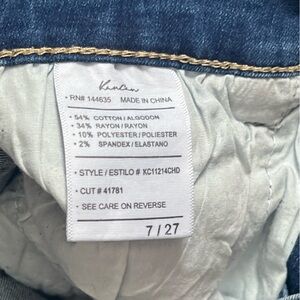 KanCan
• RN# 144635 MADE IN CHINA
• 54% COTTON / ALGODON
• 34% RAYON / RAYON
• 10% POLYESTER / POLIESTER
• 2% SPANDEX / ELASTANO
• STYLE / ESTILO # KC11214CHD
• CUT # 41781
• SEE CARE ON REVERSE
7 / 27